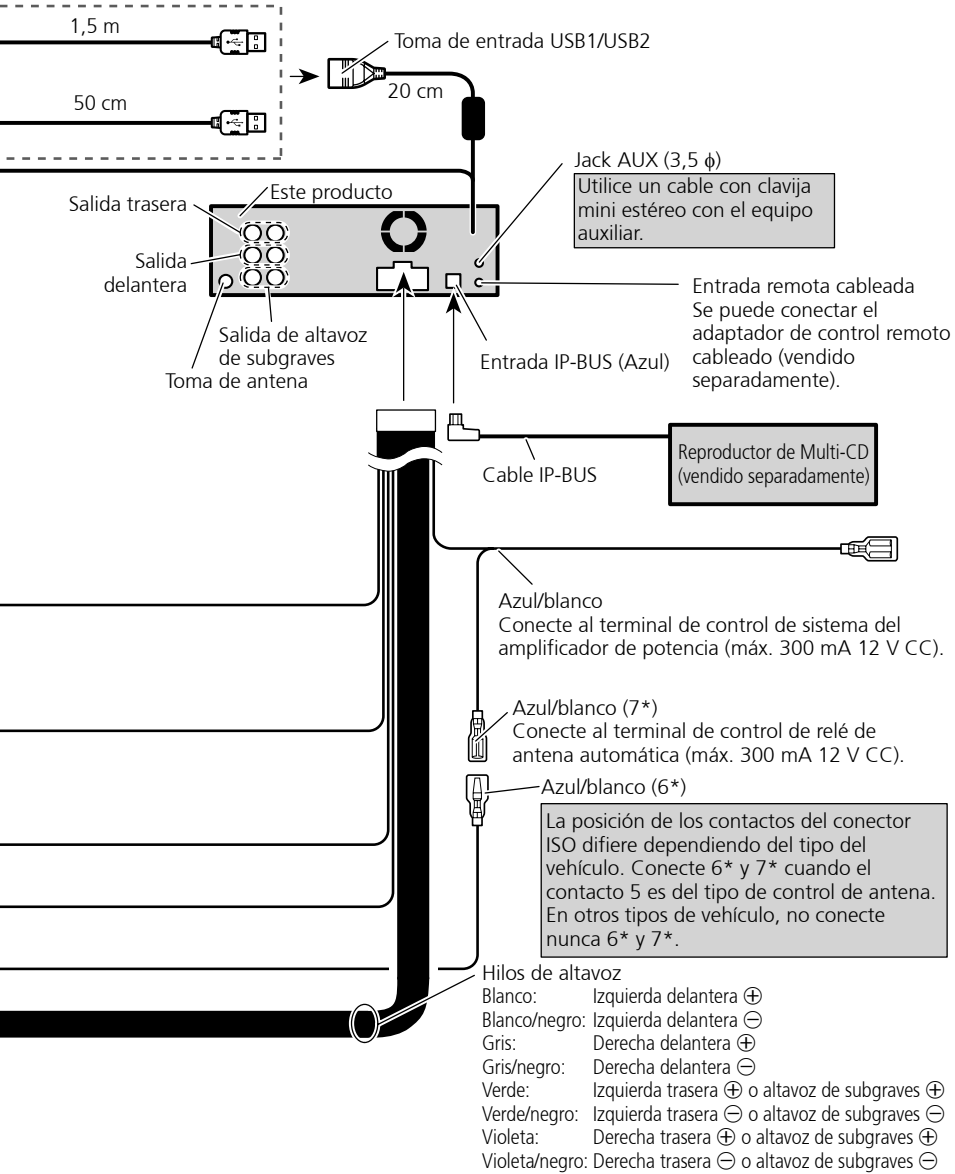 1,5 m
Toma de entrada USB1/USB2
20 cm
50 cm
Jack AUX (3,5 ϕ)
Utilice un cable con clavija
mini estéreo con el equipo
auxiliar.
Este producto
Salida trasera
Salida
delantera
Entrada remota cableada
Se puede conectar el
adaptador de control remoto
cableado (vendido
separadamente).
Salida de altavoz
de subgraves
Toma de antena
Entrada IP-BUS (Azul)
Reproductor de Multi-CD
(vendido separadamente)
Cable IP-BUS
Azul/blanco
Conecte al terminal de control de sistema del
amplificador de potencia (máx. 300 mA 12 V CC).
Azul/blanco (7*)
Conecte al terminal de control de relé de
antena automática (máx. 300 mA 12 V CC).
Azul/blanco (6*)
La posición de los contactos del conector
ISO difiere dependiendo del tipo del
vehículo. Conecte 6* y 7* cuando el
contacto 5 es del tipo de control de antena.
En otros tipos de vehículo, no conecte
nunca 6* y 7*.
Hilos de altavoz
Blanco: Izquierda delantera ⊕
Blanco/negro: Izquierda delantera ⊖
Gris: Derecha delantera ⊕
Gris/negro: Derecha delantera ⊖
Verde: Izquierda trasera ⊕ o altavoz de subgraves ⊕
Verde/negro: Izquierda trasera ⊖ o altavoz de subgraves ⊖
Violeta: Derecha trasera ⊕ o altavoz de subgraves ⊕
Violeta/negro: Derecha trasera ⊖ o altavoz de subgraves ⊖